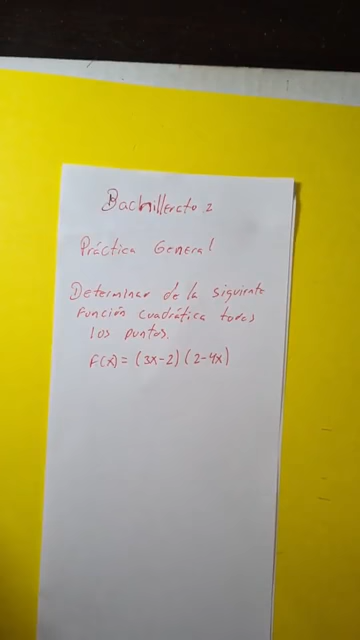 Bachillerato 2
Práctica General
Determinar de la siguiente
función cuadrática todos
los puntos.
F(x) = (3x-2) (2-4x)